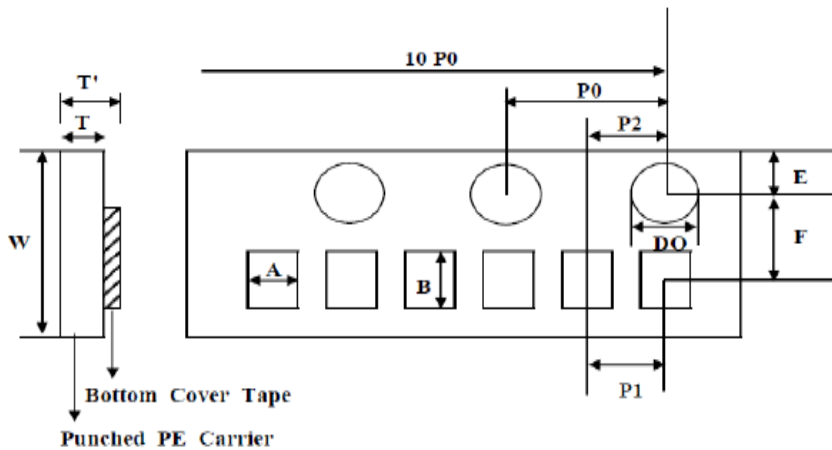 10 P0
T'
P0
T
P2
E
W
DO
F
A
B
P1
Bottom Cover Tape
Punched PE Carrier